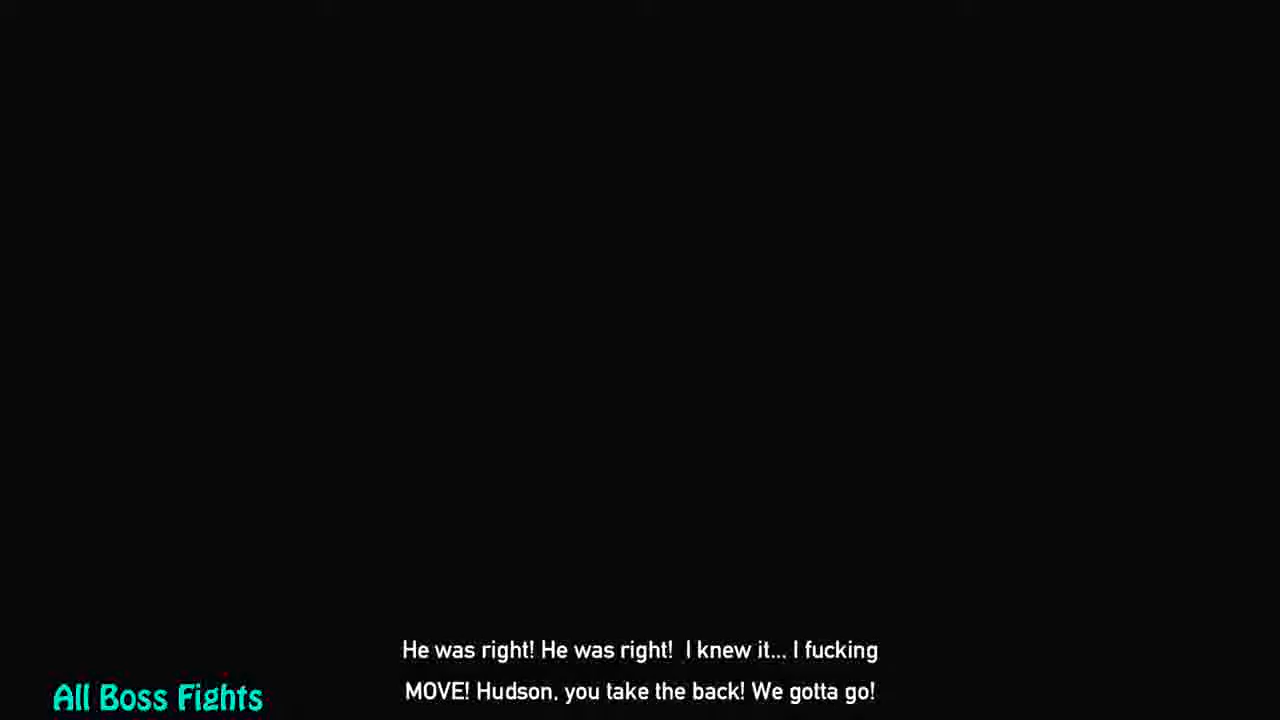 He was right! He was right!  I knew it... I fucking
MOVE! Hudson, you take the back! We gotta go!
All Boss Fights